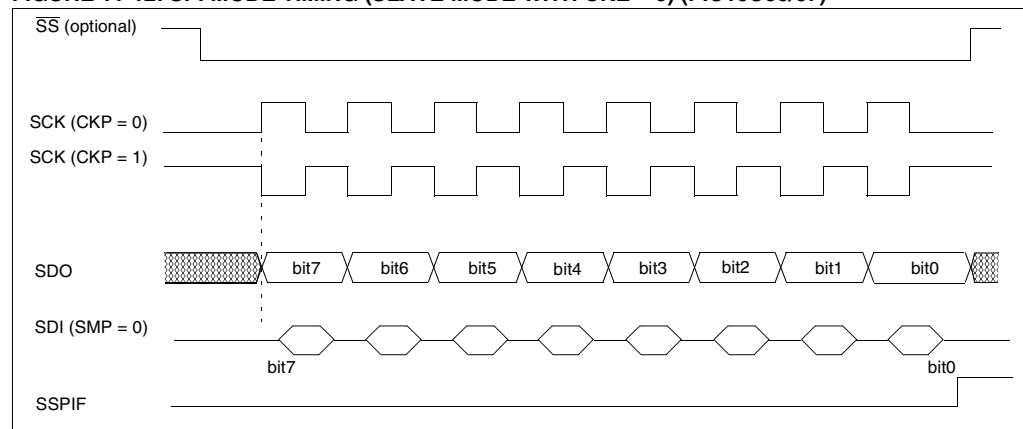 SS (optional)
SCK (CKP = 0)
SCK (CKP = 1)
SDO bit7 bit6 bit5 bit4 bit3 bit2 bit1 bit0
SDI (SMP = 0)
bit7 bit0
SSPIF